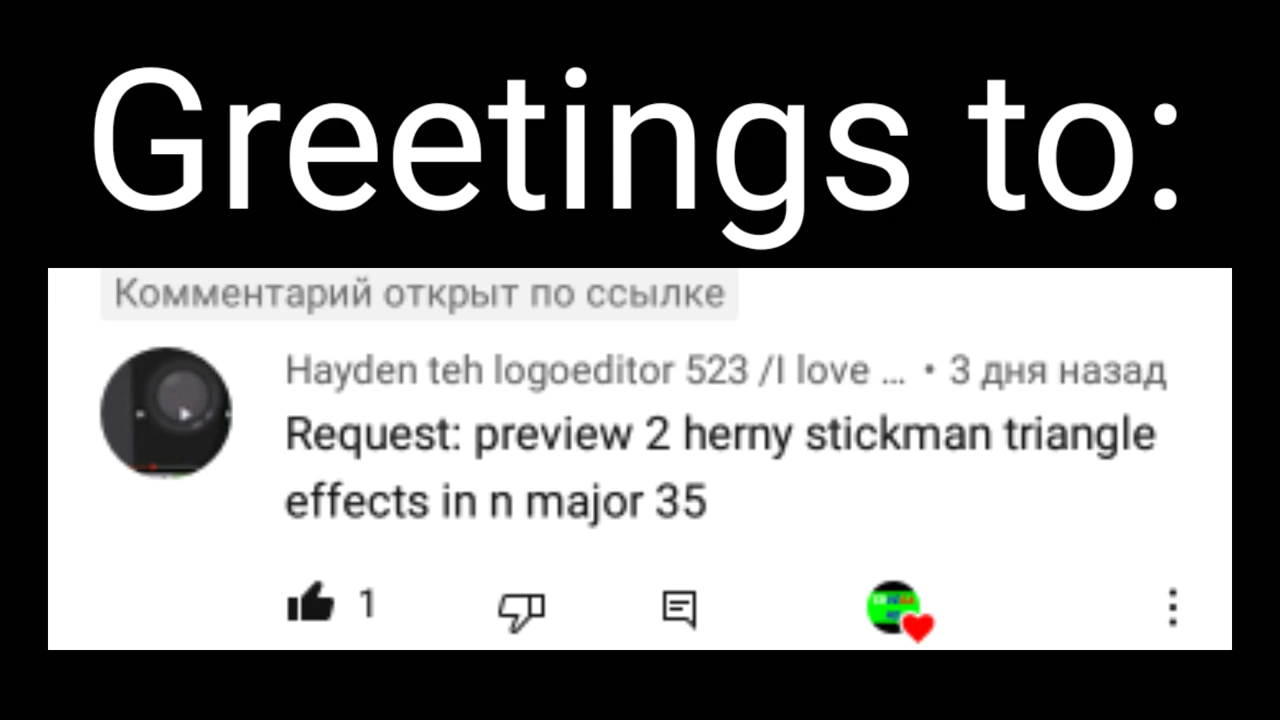 Greetings to:
Комментарий открыт по ссылке
Hayden teh logoeditor 523 /I love ... • 3 дня назад
Request: preview 2 herny stickman triangle
effects in n major 35
1